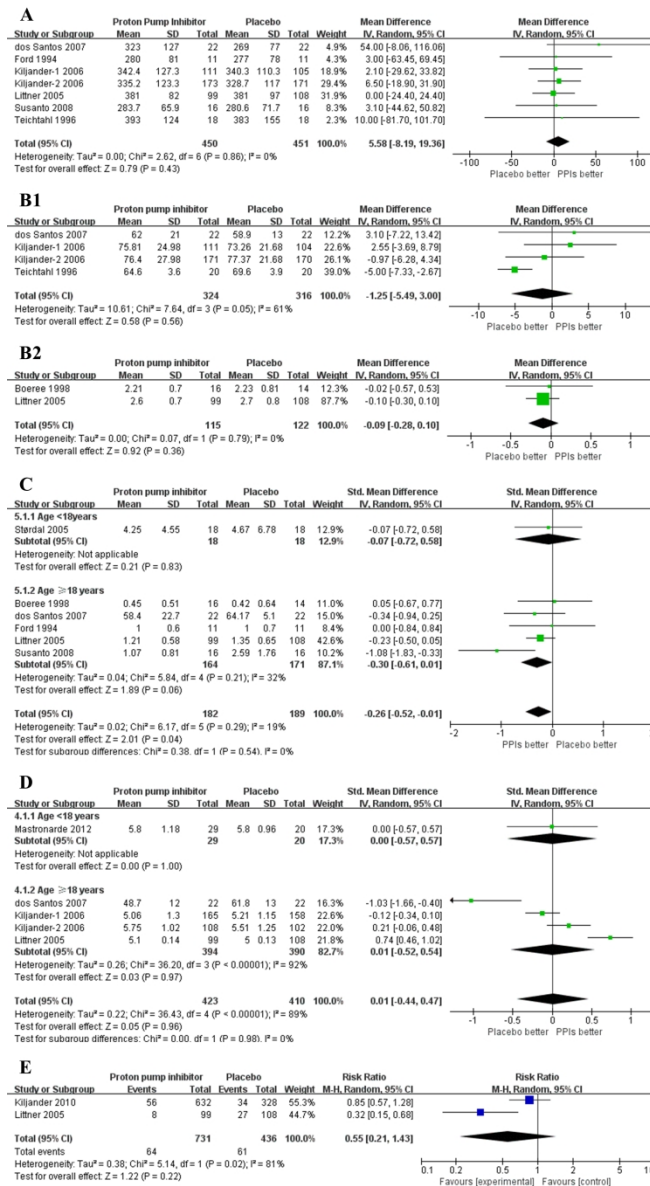 A
Proton Pump Inhibitor Placebo Mean Difference Mean Difference
Study or Subgroup Mean SD Total Mean SD Total Weight IV, Random, 95% CI IV, Random, 95% CI
dos Santos 2007 323 127 22 269 77 22 4.9% 54.00 [-8.06, 116.06]
Ford 1994 280 81 11 277 78 11 4.3% 3.00 [-63.45, 69.45]
Kiljander-1 2006 342.4 127.3 111 340.3 110.3 105 18.9% 2.10 [-29.62, 33.82]
Kiljander-2 2006 335.2 123.3 173 328.7 117 171 29.4% 6.50 [-18.90, 31.90]
Littner 2005 381 82 99 381 97 108 31.9% 0.00 [-24.40, 24.40]
Susanto 2008 283.7 65.9 16 280.6 71.7 16 8.3% 3.10 [-44.62, 50.82]
Teichtahl 1996 393 124 18 383 155 18 2.3% 10.00 [-81.70, 101.70]
Total (95% CI) 450 451 100.0% 5.58 [-8.19, 19.36]
Heterogeneity: Tau² = 0.00; Chi² = 2.62, df = 6 (P = 0.86); I² = 0%
Test for overall effect: Z = 0.79 (P = 0.43)
-100 -50 0 50 100
Placebo better PPIs better
B1
Proton pump inhibitor Placebo Mean Difference Mean Difference
Study or Subgroup Mean SD Total Mean SD Total Weight IV, Random, 95% CI IV, Random, 95% CI
dos Santos 2007 62 21 22 58.9 13 22 12.2% 3.10 [-7.22, 13.42]
Kiljander-1 2006 75.81 24.98 111 73.26 21.68 104 22.6% 2.55 [-3.69, 8.79]
Kiljander-2 2006 76.4 27.98 171 77.37 21.68 170 26.1% -0.97 [-6.28, 4.34]
Teichtahl 1996 64.6 3.6 20 69.6 3.9 20 39.1% -5.00 [-7.33, -2.67]
Total (95% CI) 324 316 100.0% -1.25 [-5.49, 3.00]
Heterogeneity: Tau² = 10.61; Chi² = 7.64, df = 3 (P = 0.05); I² = 61%
Test for overall effect: Z = 0.58 (P = 0.56)
-10 -5 0 5 10
Placebo better PPIs better
B2
Proton pump inhibitor Placebo Mean Difference Mean Difference
Study or Subgroup Mean SD Total Mean SD Total Weight IV, Random, 95% CI IV, Random, 95% CI
Boeree 1998 2.21 0.7 16 2.23 0.81 14 12.3% -0.02 [-0.57, 0.53]
Littner 2005 2.6 0.7 99 2.7 0.8 108 87.7% -0.10 [-0.30, 0.10]
Total (95% CI) 115 122 100.0% -0.09 [-0.28, 0.10]
Heterogeneity: Tau² = 0.00; Chi² = 0.07, df = 1 (P = 0.79); I² = 0%
Test for overall effect: Z = 0.92 (P = 0.36)
-1 -0.5 0 0.5 1
Placebo better PPIs better
C
Proton pump inhibitor Placebo Std. Mean Difference Std. Mean Difference
Study or Subgroup Mean SD Total Mean SD Total Weight IV, Random, 95% CI IV, Random, 95% CI
5.1.1 Age <18years
Størdal 2005 4.25 4.55 18 4.67 6.78 18 12.9% -0.07 [-0.72, 0.58]
Subtotal (95% CI) 18 18 12.9% -0.07 [-0.72, 0.58]
Heterogeneity: Not applicable
Test for overall effect: Z = 0.21 (P = 0.83)
5.1.2 Age ≥18 years
Boeree 1998 0.45 0.51 16 0.42 0.64 14 11.0% 0.05 [-0.67, 0.77]
dos Santos 2007 58.4 22.7 22 64.17 5.1 22 15.0% -0.34 [-0.94, 0.25]
Ford 1994 1 0.6 11 1 0.7 11 8.3% 0.00 [-0.84, 0.84]
Littner 2005 1.21 0.58 99 1.35 0.65 108 42.6% -0.23 [-0.50, 0.05]
Susanto 2008 1.07 0.81 16 2.59 1.76 16 10.2% -1.08 [-1.83, -0.33]
Subtotal (95% CI) 164 171 87.1% -0.30 [-0.61, 0.01]
Heterogeneity: Tau² = 0.04; Chi² = 5.84, df = 4 (P = 0.21); I² = 32%
Test for overall effect: Z = 1.89 (P = 0.06)
Total (95% CI) 182 189 100.0% -0.26 [-0.52, -0.01]
Heterogeneity: Tau² = 0.02; Chi² = 6.17, df = 5 (P = 0.29); I² = 19%
Test for overall effect: Z = 2.01 (P = 0.04)
Test for subgroup differences: Chi² = 0.38, df = 1 (P = 0.54), I² = 0%
-2 -1 0 1 2
PPIs better Placebo better
D
Proton pump inhibitor Placebo Std. Mean Difference Std. Mean Difference
Study or Subgroup Mean SD Total Mean SD Total Weight IV, Random, 95% CI IV, Random, 95% CI
4.1.1 Age <18 years
Mastronarde 2012 5.8 1.18 29 5.8 0.96 20 17.3% 0.00 [-0.57, 0.57]
Subtotal (95% CI) 29 20 17.3% 0.00 [-0.57, 0.57]
Heterogeneity: Not applicable
Test for overall effect: Z = 0.00 (P = 1.00)
4.1.2 Age ≥18 years
dos Santos 2007 48.7 12 22 61.8 13 22 16.3% -1.03 [-1.66, -0.40]
Kiljander-1 2006 5.06 1.3 165 5.21 1.15 158 22.6% -0.12 [-0.34, 0.10]
Kiljander-2 2006 5.75 1.02 108 5.51 1.25 102 22.0% 0.21 [-0.06, 0.48]
Littner 2005 5.1 0.14 99 5 0.13 108 21.8% 0.74 [0.46, 1.02]
Subtotal (95% CI) 394 390 82.7% 0.01 [-0.52, 0.54]
Heterogeneity: Tau² = 0.26; Chi² = 36.20, df = 3 (P < 0.00001); I² = 92%
Test for overall effect: Z = 0.03 (P = 0.97)
Total (95% CI) 423 410 100.0% 0.01 [-0.44, 0.47]
Heterogeneity: Tau² = 0.22; Chi² = 36.43, df = 4 (P < 0.00001); I² = 89%
Test for overall effect: Z = 0.05 (P = 0.96)
Test for subgroup differences: Chi² = 0.00, df = 1 (P = 0.98), I² = 0%
-1 -0.5 0 0.5 1
Placebo better PPIs better
E
Proton pump inhibitor Placebo Risk Ratio Risk Ratio
Study or Subgroup Events Total Events Total Weight M-H, Random, 95% CI M-H, Random, 95% CI
Kiljander 2010 56 632 34 328 55.3% 0.85 [0.57, 1.28]
Littner 2005 8 99 27 108 44.7% 0.32 [0.15, 0.68]
Total (95% CI) 731 436 100.0% 0.55 [0.21, 1.43]
Total events 64 61
Heterogeneity: Tau² = 0.38; Chi² = 5.14, df = 1 (P = 0.02); I² = 81%
Test for overall effect: Z = 1.22 (P = 0.22)
0.1 0.2 0.5 1 2 5 10
Favours [experimental] Favours [control]